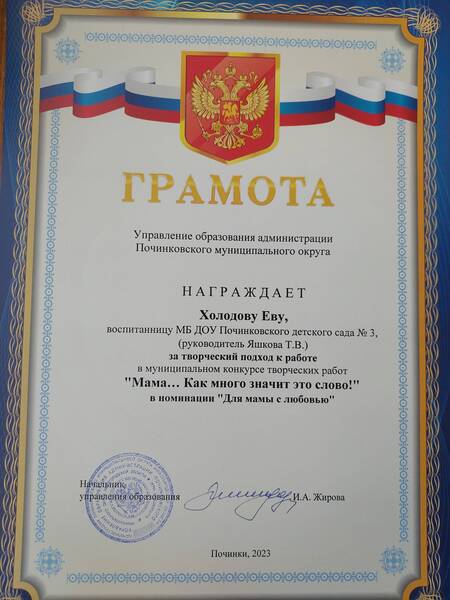 ГРАМОТА
Управление образования администрации
Починковского муниципального округа
НАГРАЖДАЕТ
Холодову Еву,
воспитанницу МБ ДОУ Починковского детского сада № 3,
(руководитель Яшкова Т.В.)
за творческий подход к работе
в муниципальном конкурсе творческих работ
"Мама… Как много значит это слово!"
в номинации "Для мамы с любовью"
Начальник
управления образования И.А. Жирова
Починки, 2023